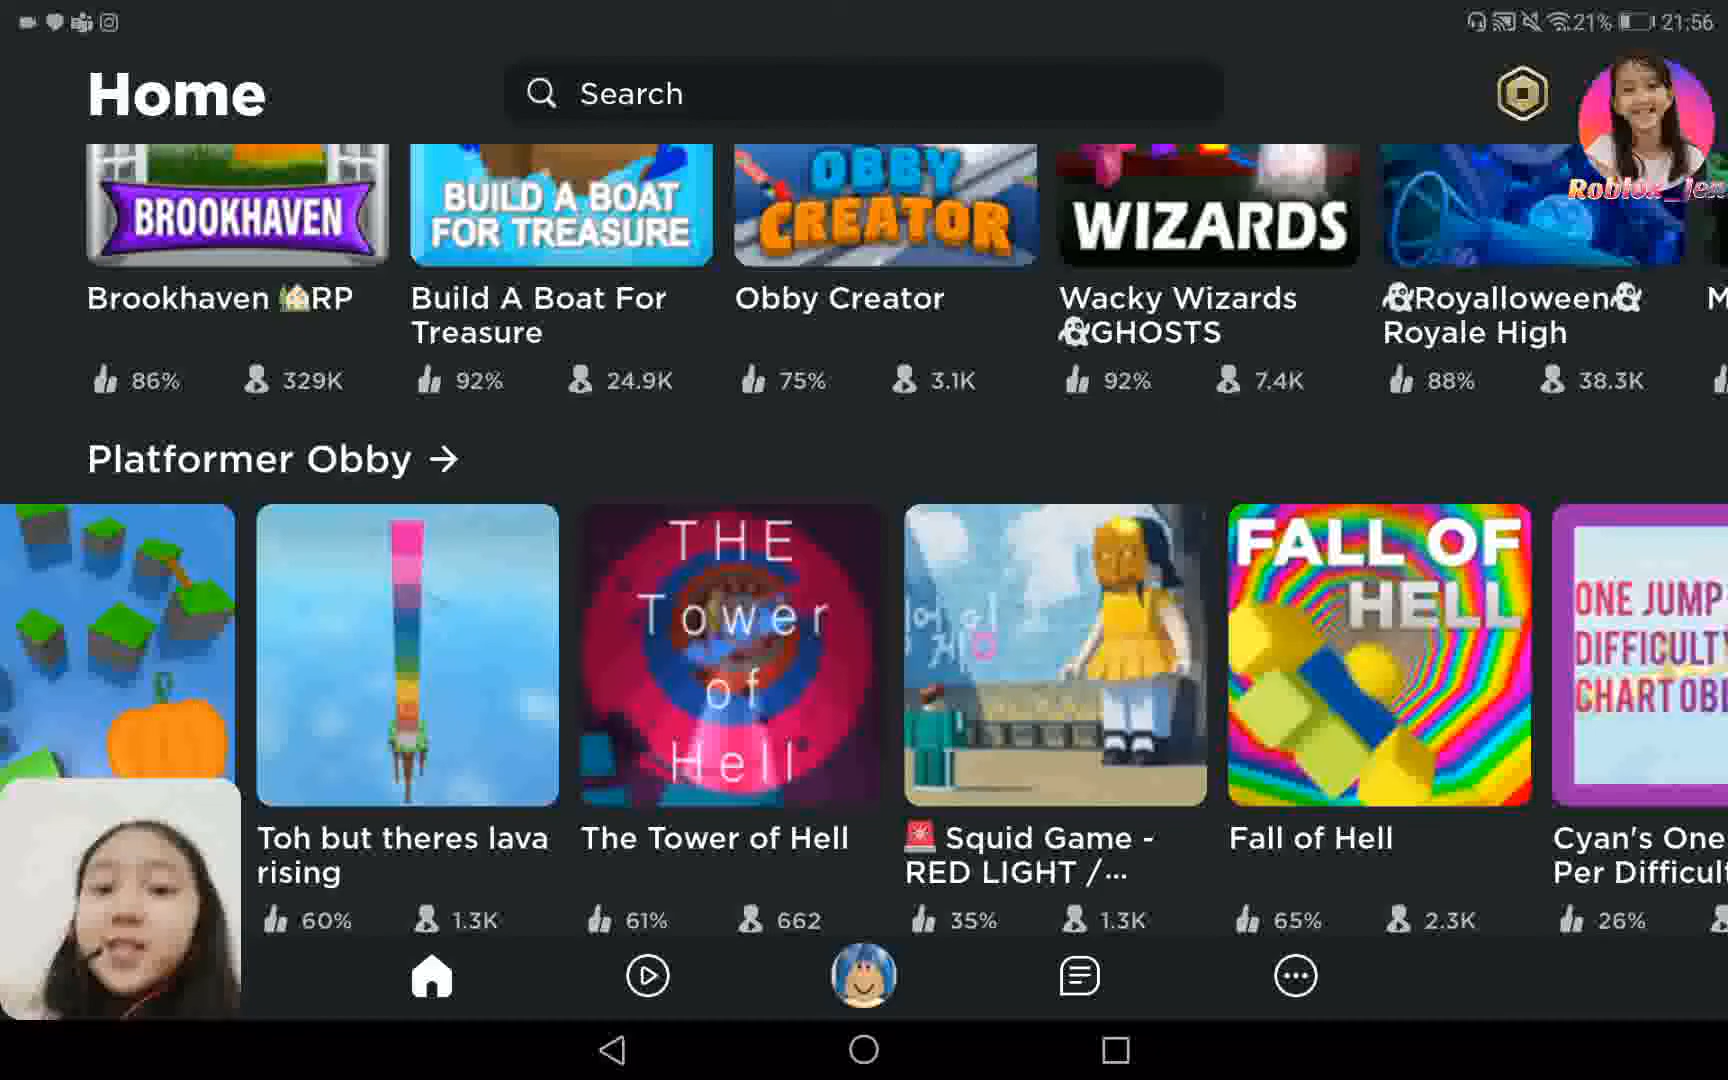 21% 21:56
Home
Search
BROOKHAVEN
BUILD A BOAT
FOR TREASURE
OBBY
CREATOR
WIZARDS
Brookhaven RP
Build A Boat For
Treasure
Obby Creator
Wacky Wizards
GHOSTS
Royalloween
Royale High
M
86% 329K
92% 24.9K
75% 3.1K
92% 7.4K
88% 38.3K
Platformer Obby →
THE
Tower
of
Hell
FALL OF
HELL
ONE JUMP
DIFFICULTY
CHART OB
Toh but theres lava
rising
The Tower of Hell
Squid Game -
RED LIGHT /...
Fall of Hell
Cyan's One
Per Difficult
60% 1.3K
61% 662
35% 1.3K
65% 2.3K
26%